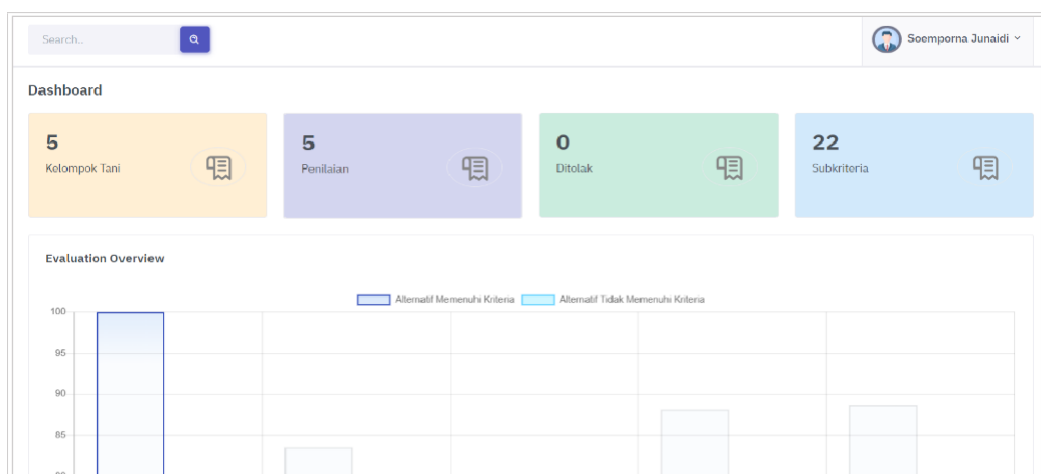 Search..
Soemporna Junaidi
Dashboard
5
Kelompok Tani
5
Penilaian
0
Ditolak
22
Subkriteria
Evaluation Overview
Alternatif Memenuhi Kriteria Alternatif Tidak Memenuhi Kriteria
100
95
90
85